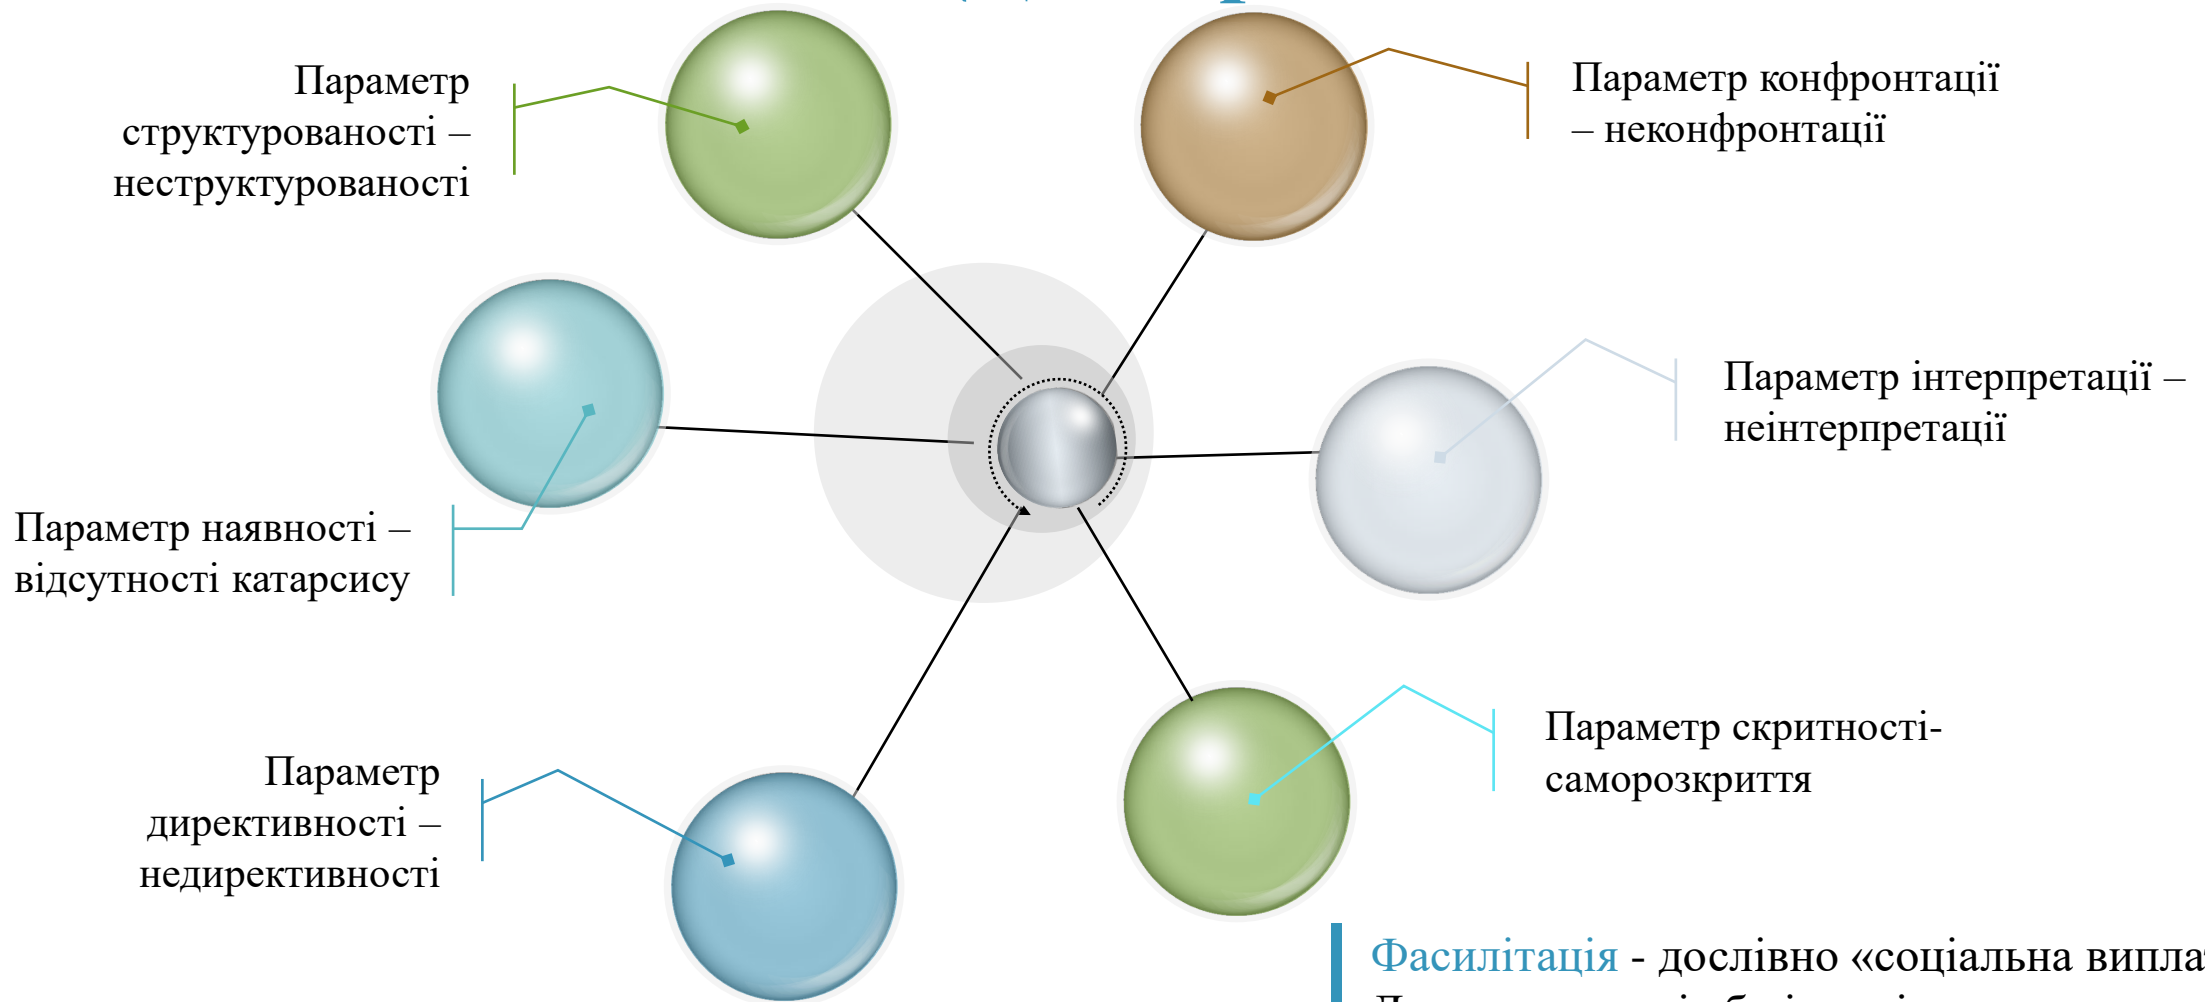 Параметр
структурованості –
неструктурованості
Параметр конфронтації
– неконфронтації
Параметр інтерпретації –
неінтерпретації
Параметр наявності –
відсутності катарсису
Параметр скритності-
саморозкриття
Параметр
директивності –
недирективності
Фасилітація - дослівно «соціальна